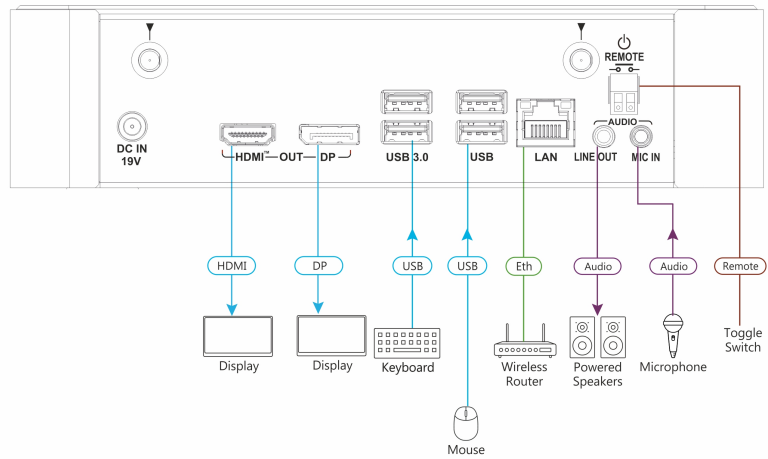 REMOTE
AUDIO
DC IN
19V
HDMI™ OUT DP
USB 3.0
USB
LAN
LINE OUT
MIC IN
HDMI
DP
USB
USB
Eth
Audio
Audio
Remote
Display
Display
Keyboard
Wireless
Router
Powered
Speakers
Microphone
Toggle
Switch
Mouse